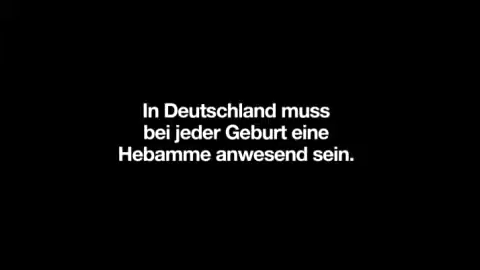 In Deutschland muss
bei jeder Geburt eine
Hebamme anwesend sein.